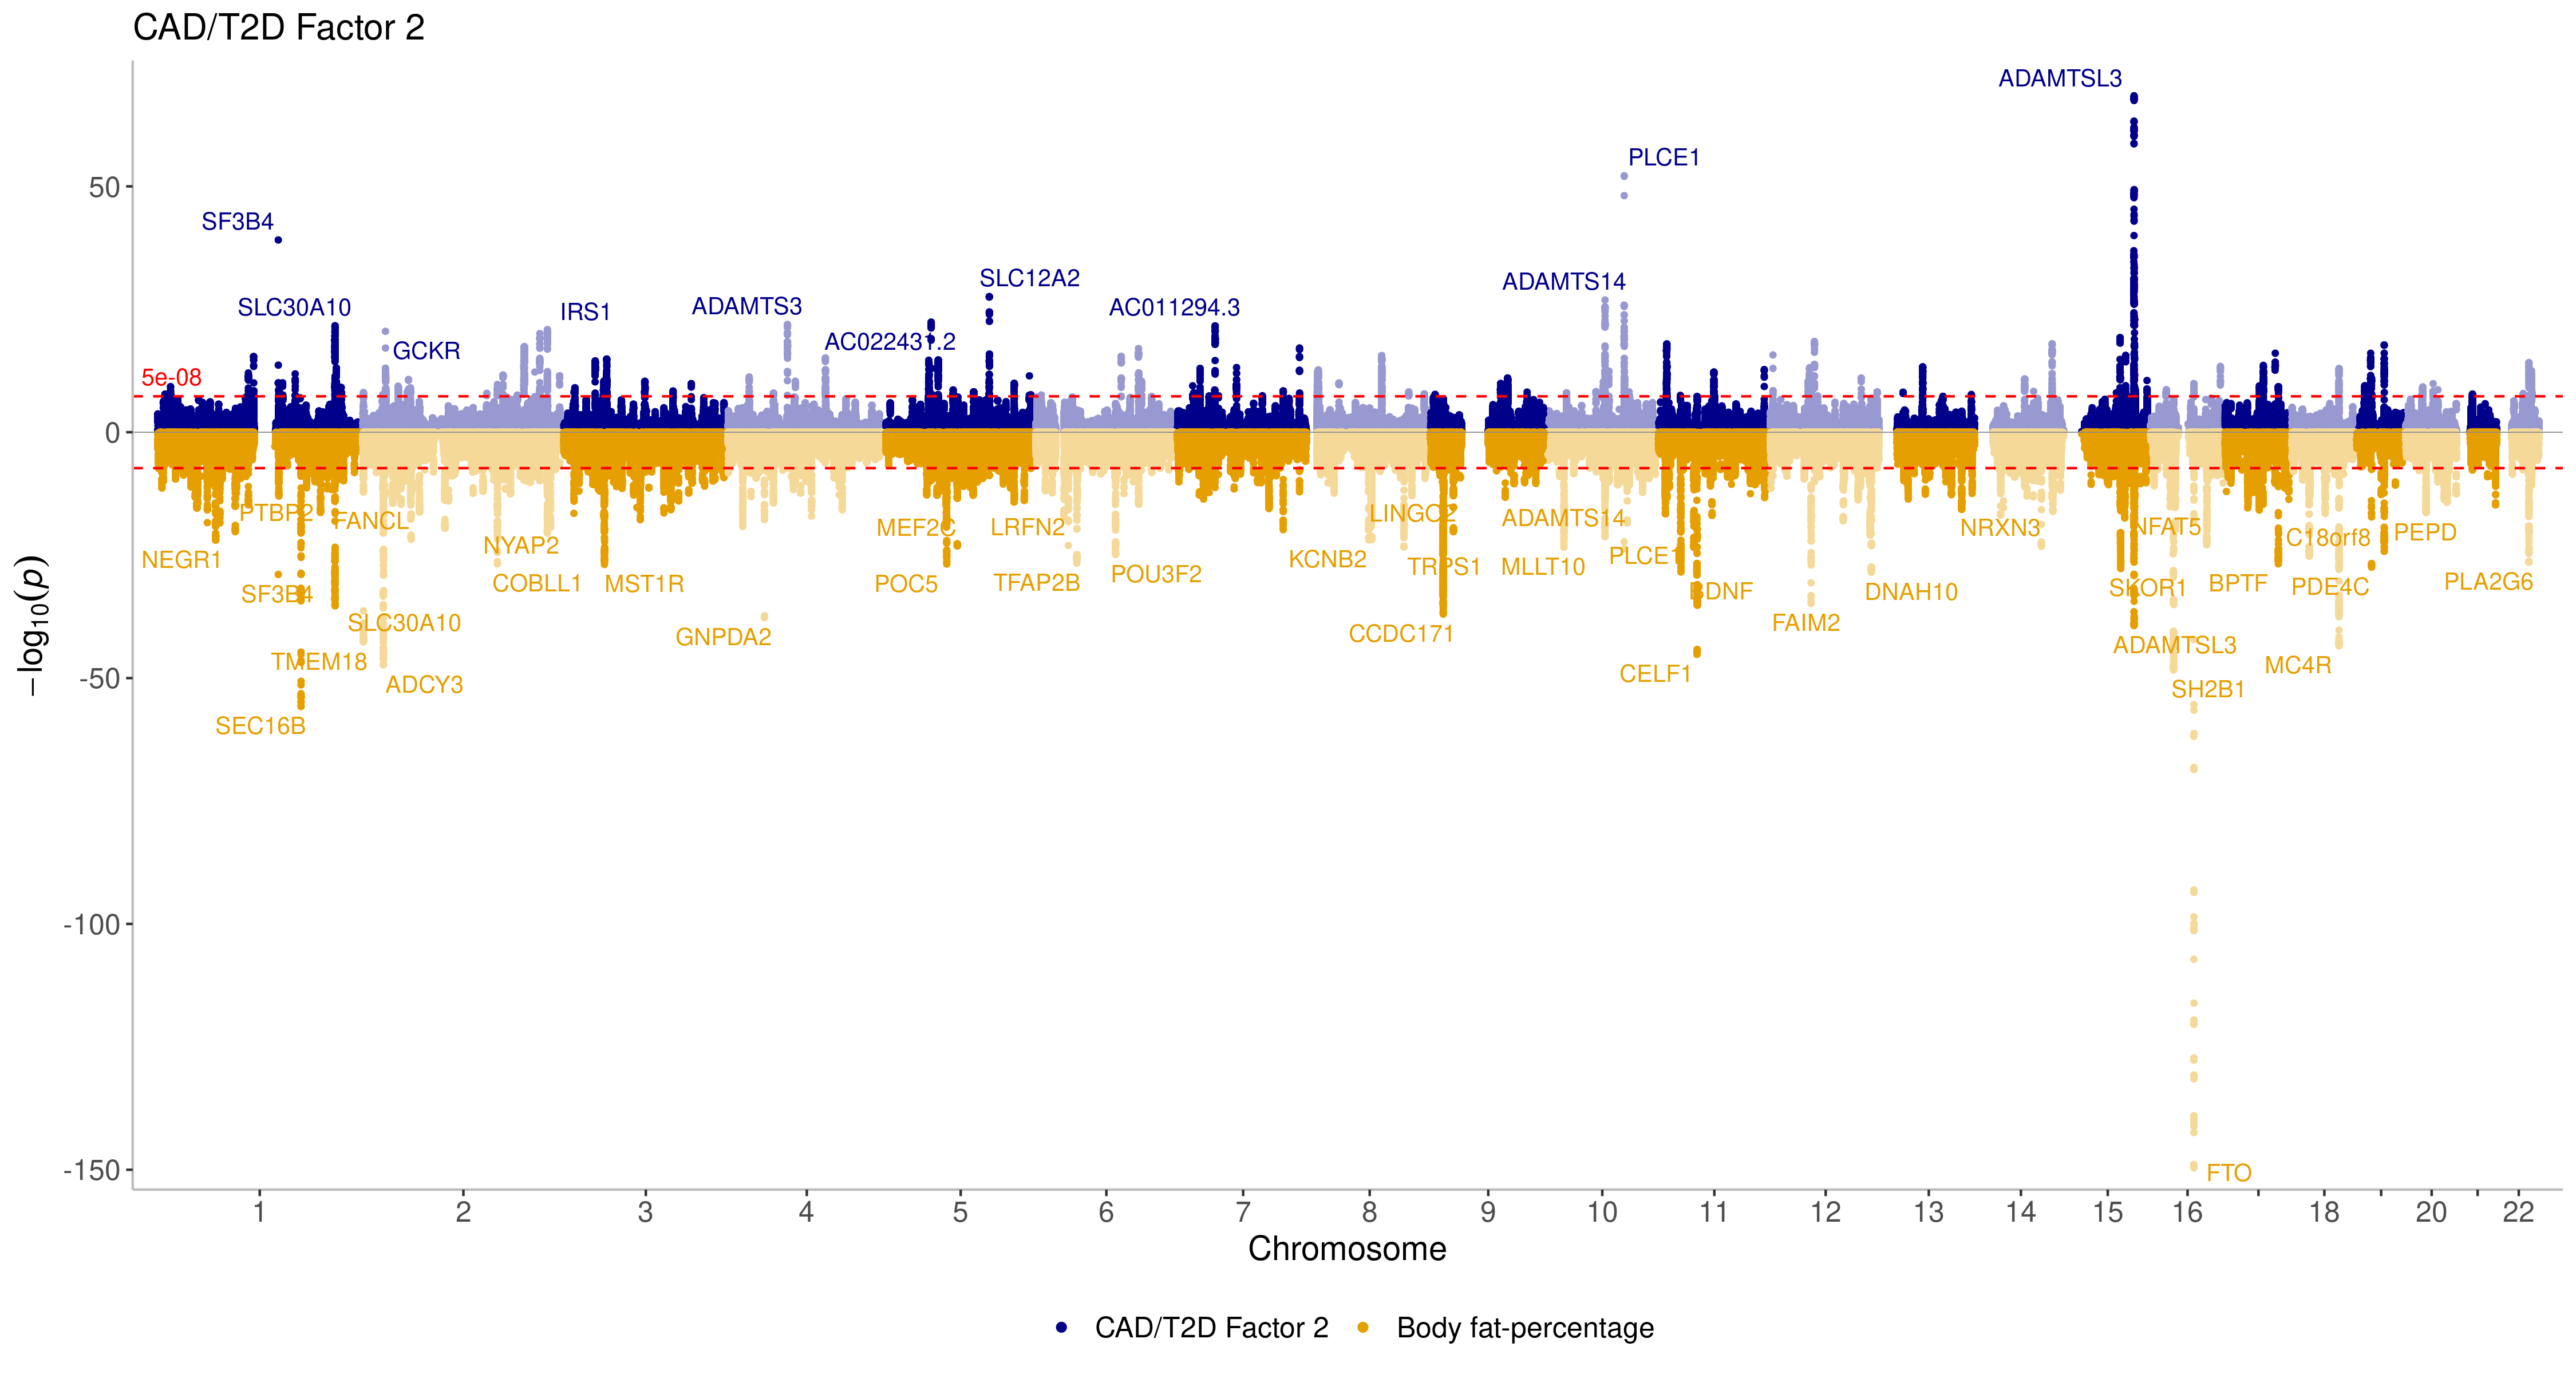 CAD/T2D Factor 2
ADAMTSL3
PLCE1
50
SF3B4
SLC12A2
ADAMTS14
SLC30A10
IRS1
ADAMTS3
AC011294.3
AC022431.2
GCKR
5e-08
0
PTBP2
FANCL
MEF2C
LRFN2
LINGO2
ADAMTS14
NRXN3
NFAT5
C18orf8
PEPD
NEGR1
NYAP2
KCNB2
TRPS1
MLLT10
PLCE1
SF3B4
COBLL1
MST1R
POC5
TFAP2B
POU3F2
BDNF
DNAH10
SKOR1
BPTF
PDE4C
PLA2G6
SLC30A10
GNPDA2
CCDC171
FAIM2
ADAMTSL3
TMEM18
MC4R
-50
ADCY3
CELF1
SH2B1
SEC16B
-100
-150
FTO
−log10(p)
1 2 3 4 5 6 7 8 9 10 11 12 13 14 15 16 18 20 22
Chromosome
CAD/T2D Factor 2 Body fat-percentage